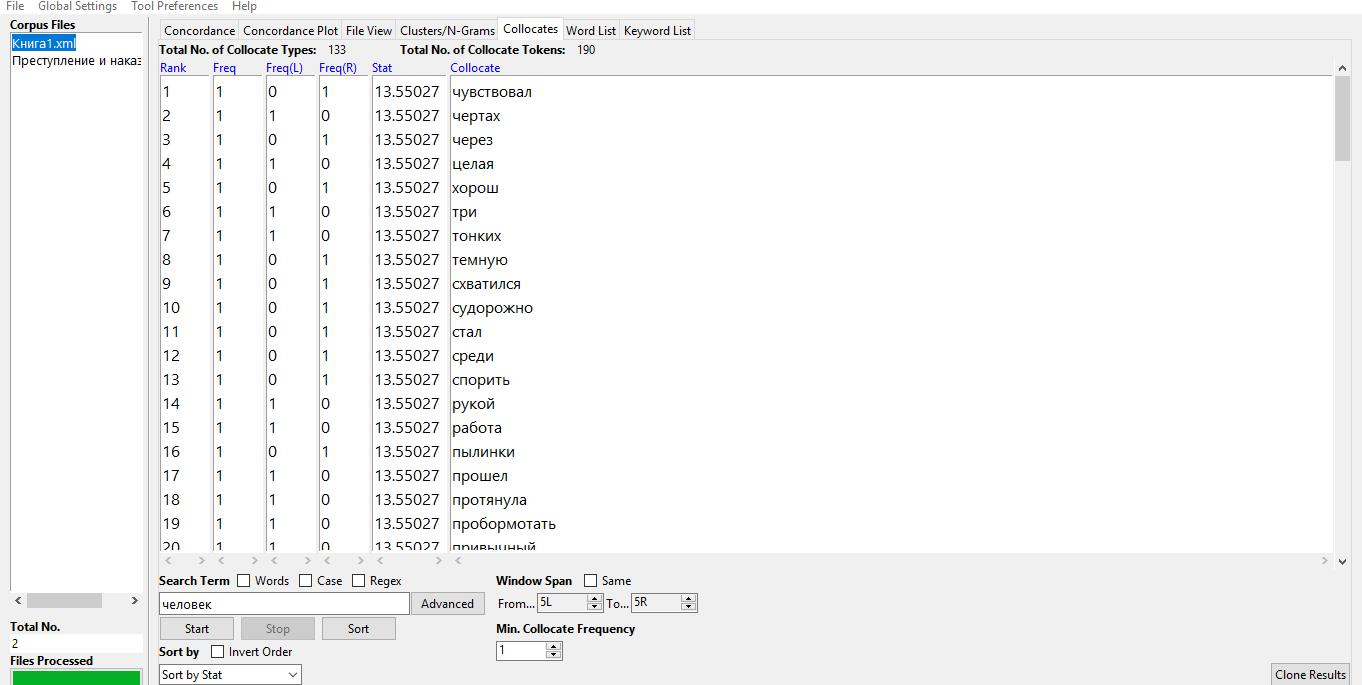 File Global Settings Tool Preferences Help
Corpus Files
Книга1.xml
Преступление и наказ
Concordance Concordance Plot File View Clusters/N-Grams Collocates Word List Keyword List
Total No. of Collocate Types: 133 Total No. of Collocate Tokens: 190
Rank Freq Freq(L) Freq(R) Stat Collocate
1 1 0 1 13.55027 чувствовал
2 1 1 0 13.55027 чертах
3 1 0 1 13.55027 через
4 1 1 0 13.55027 целая
5 1 0 1 13.55027 хорош
6 1 1 0 13.55027 три
7 1 1 0 13.55027 тонких
8 1 0 1 13.55027 темную
9 1 0 1 13.55027 схватился
10 1 0 1 13.55027 судорожно
11 1 0 1 13.55027 стал
12 1 0 1 13.55027 среди
13 1 0 1 13.55027 спорить
14 1 1 0 13.55027 рукой
15 1 1 0 13.55027 работа
16 1 0 1 13.55027 пылинки
17 1 1 0 13.55027 прошел
18 1 1 0 13.55027 протянула
19 1 1 0 13.55027 пробормотать
20 1 1 0 13.55027 привычный
Search Term Words Case Regex Window Span Same
человек Advanced From... 5L To... 5R
Start Stop Sort Min. Collocate Frequency
Sort by Invert Order 1
Sort by Stat Clone Results
Total No.
2
Files Processed